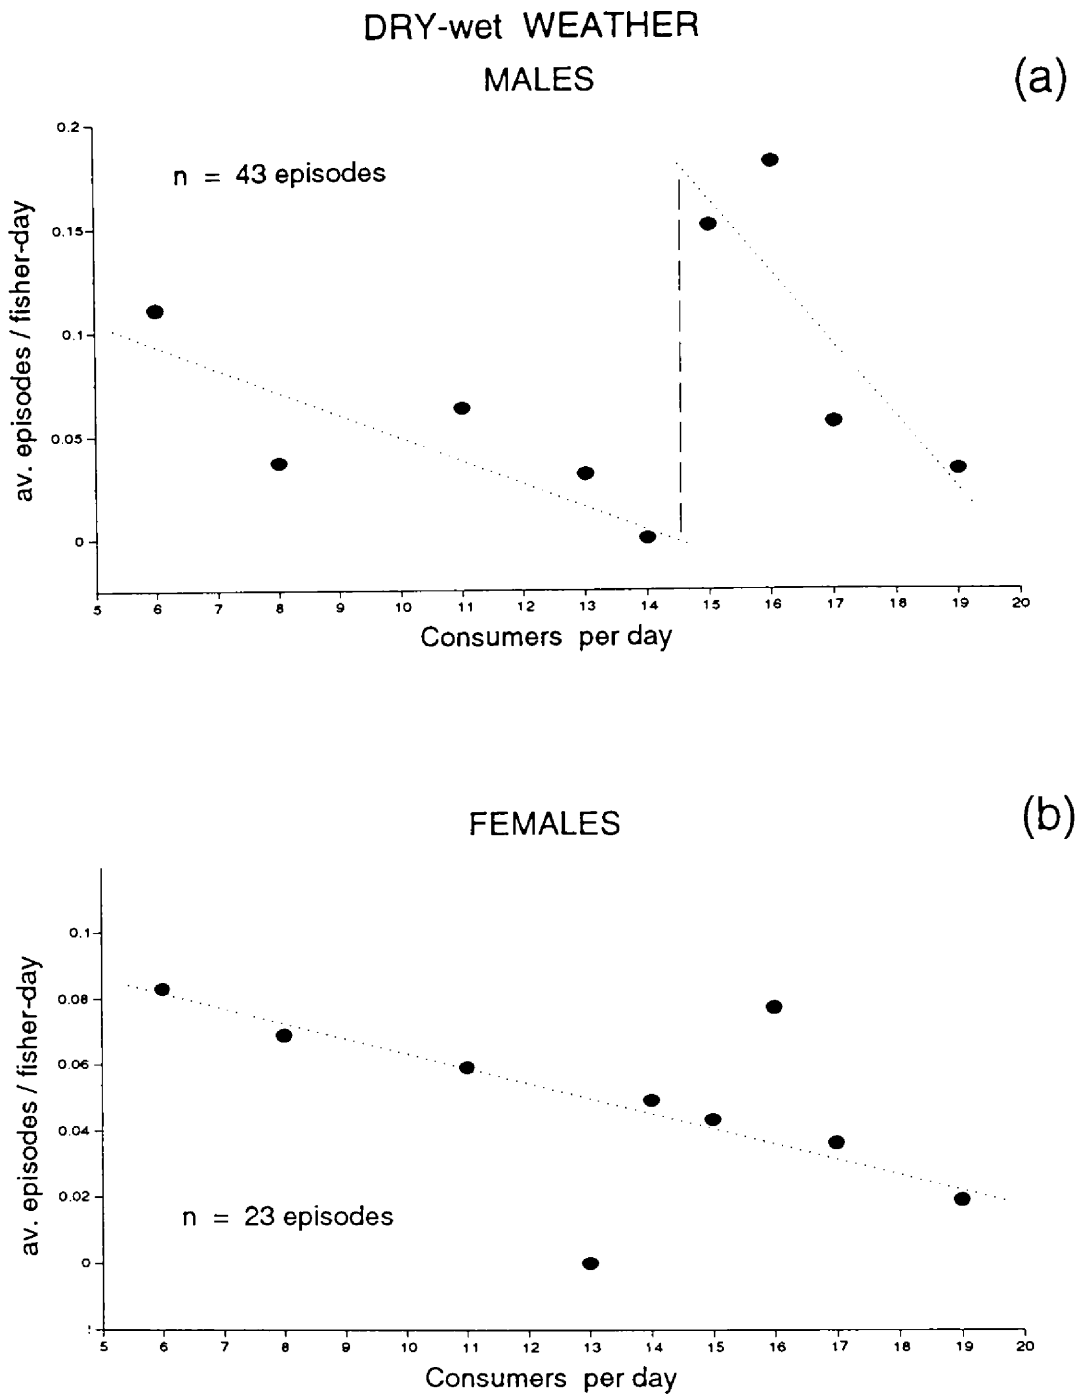 DRY-wet WEATHER
MALES
(a)
n = 43 episodes
av. episodes / fisher-day
0.2
0.15
0.1
0.05
0
5 6 8 9 10 11 12 13 14 15 16 17 18 19 20
Consumers per day
FEMALES
(b)
n = 23 episodes
av. episodes / fisher-day
0.1
0.08
0.06
0.04
0.02
0
5 6 7 8 9 10 11 12 13 14 15 16 17 18 19 20
Consumers per day